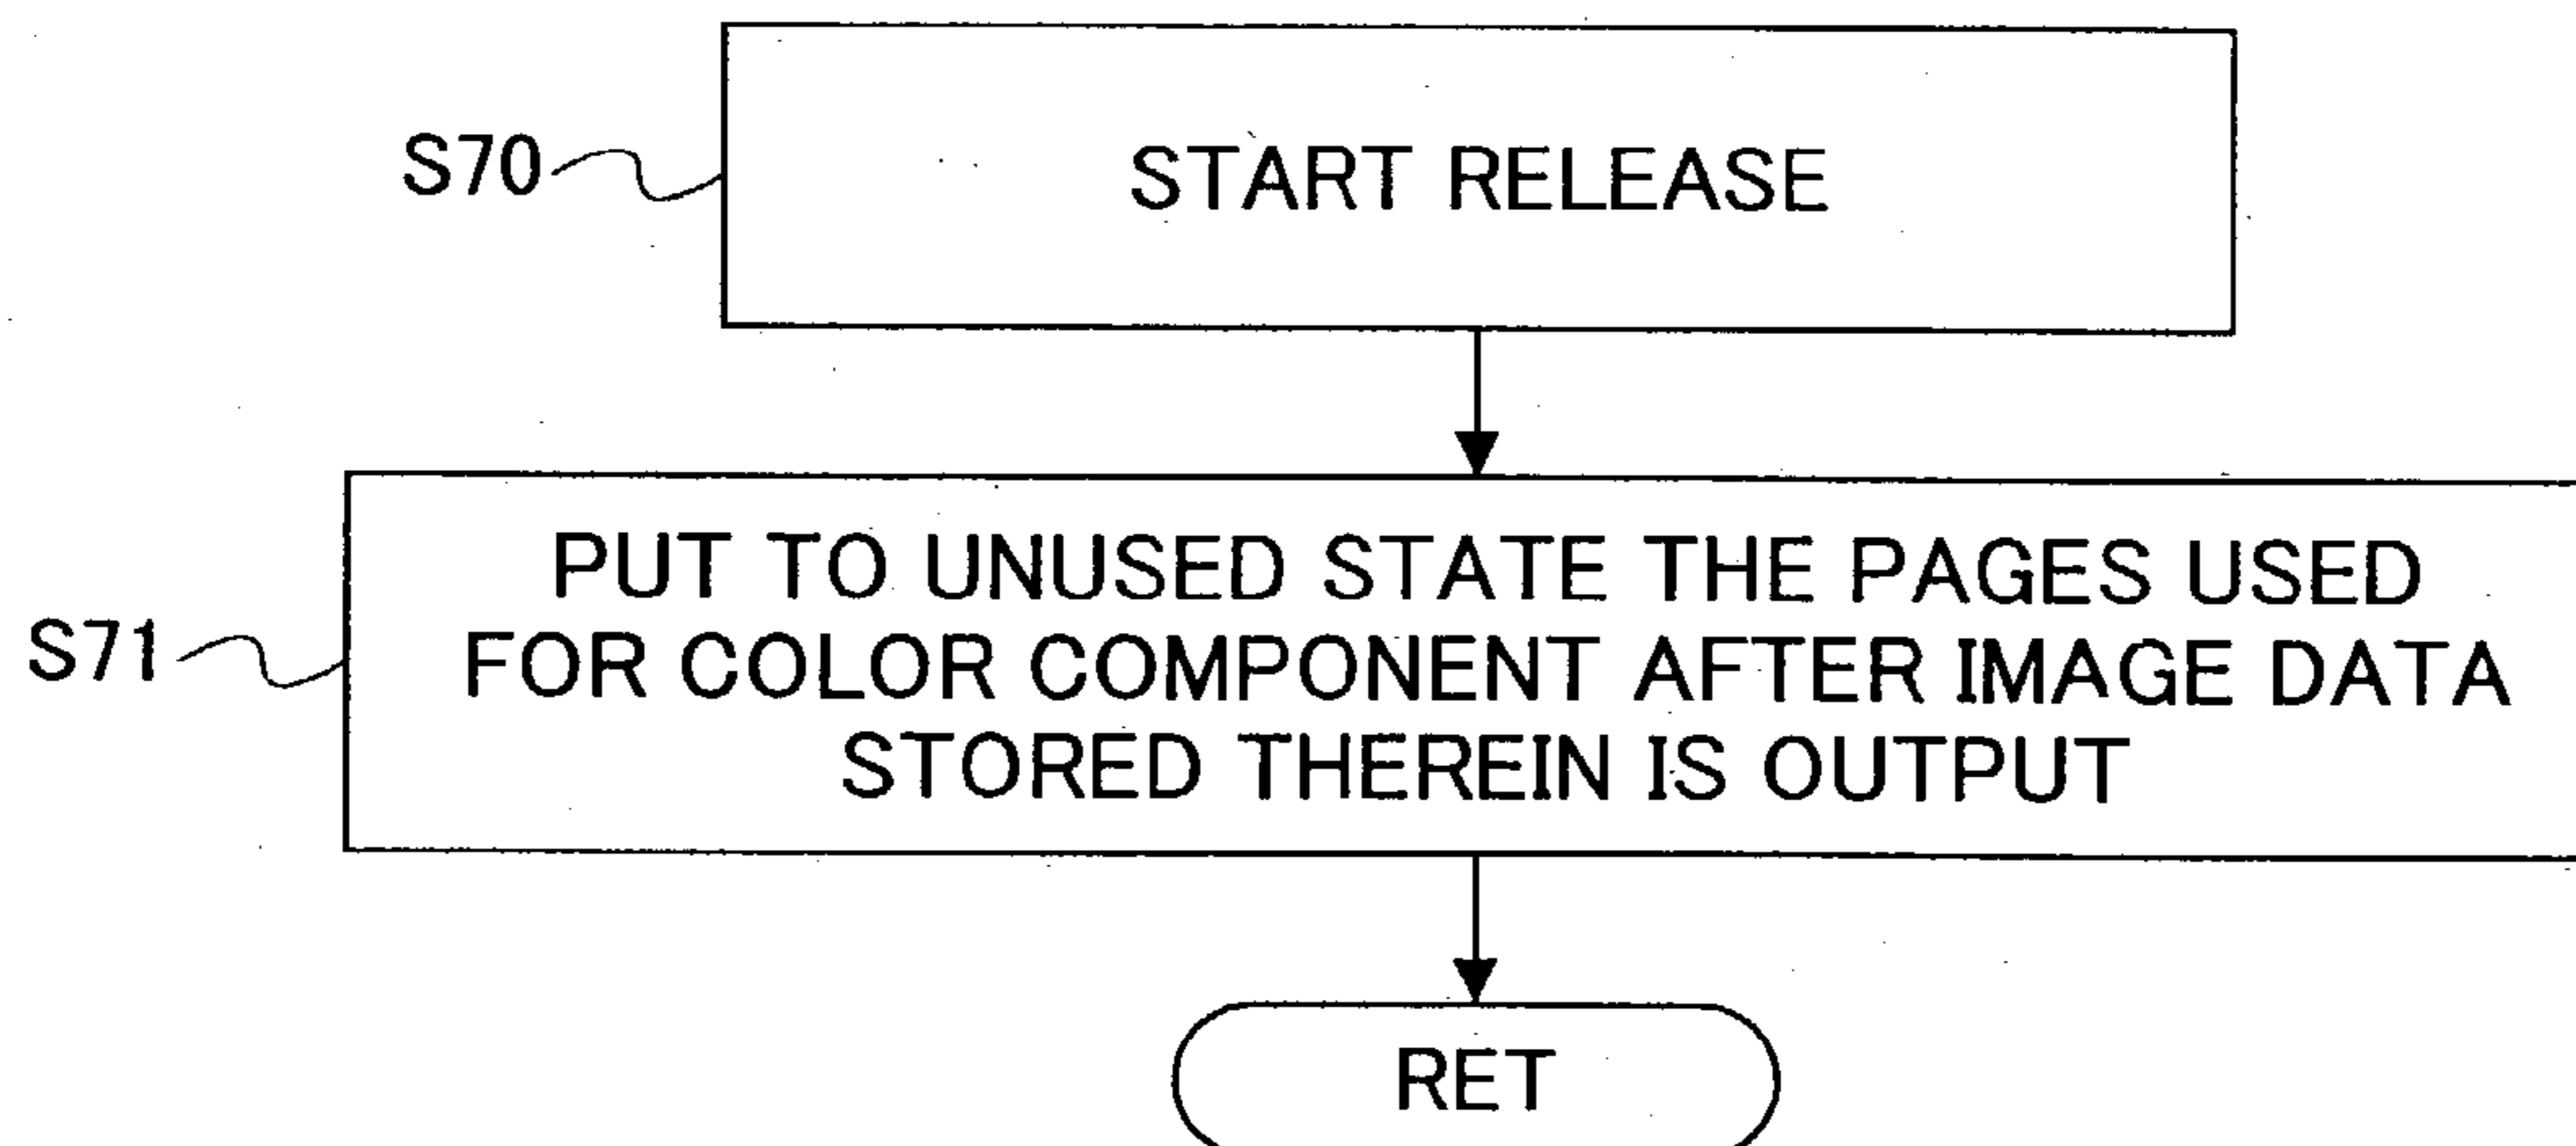 S70
START RELEASE
S71
PUT TO UNUSED STATE THE PAGES USED
FOR COLOR COMPONENT AFTER IMAGE DATA
STORED THEREIN IS OUTPUT
RET